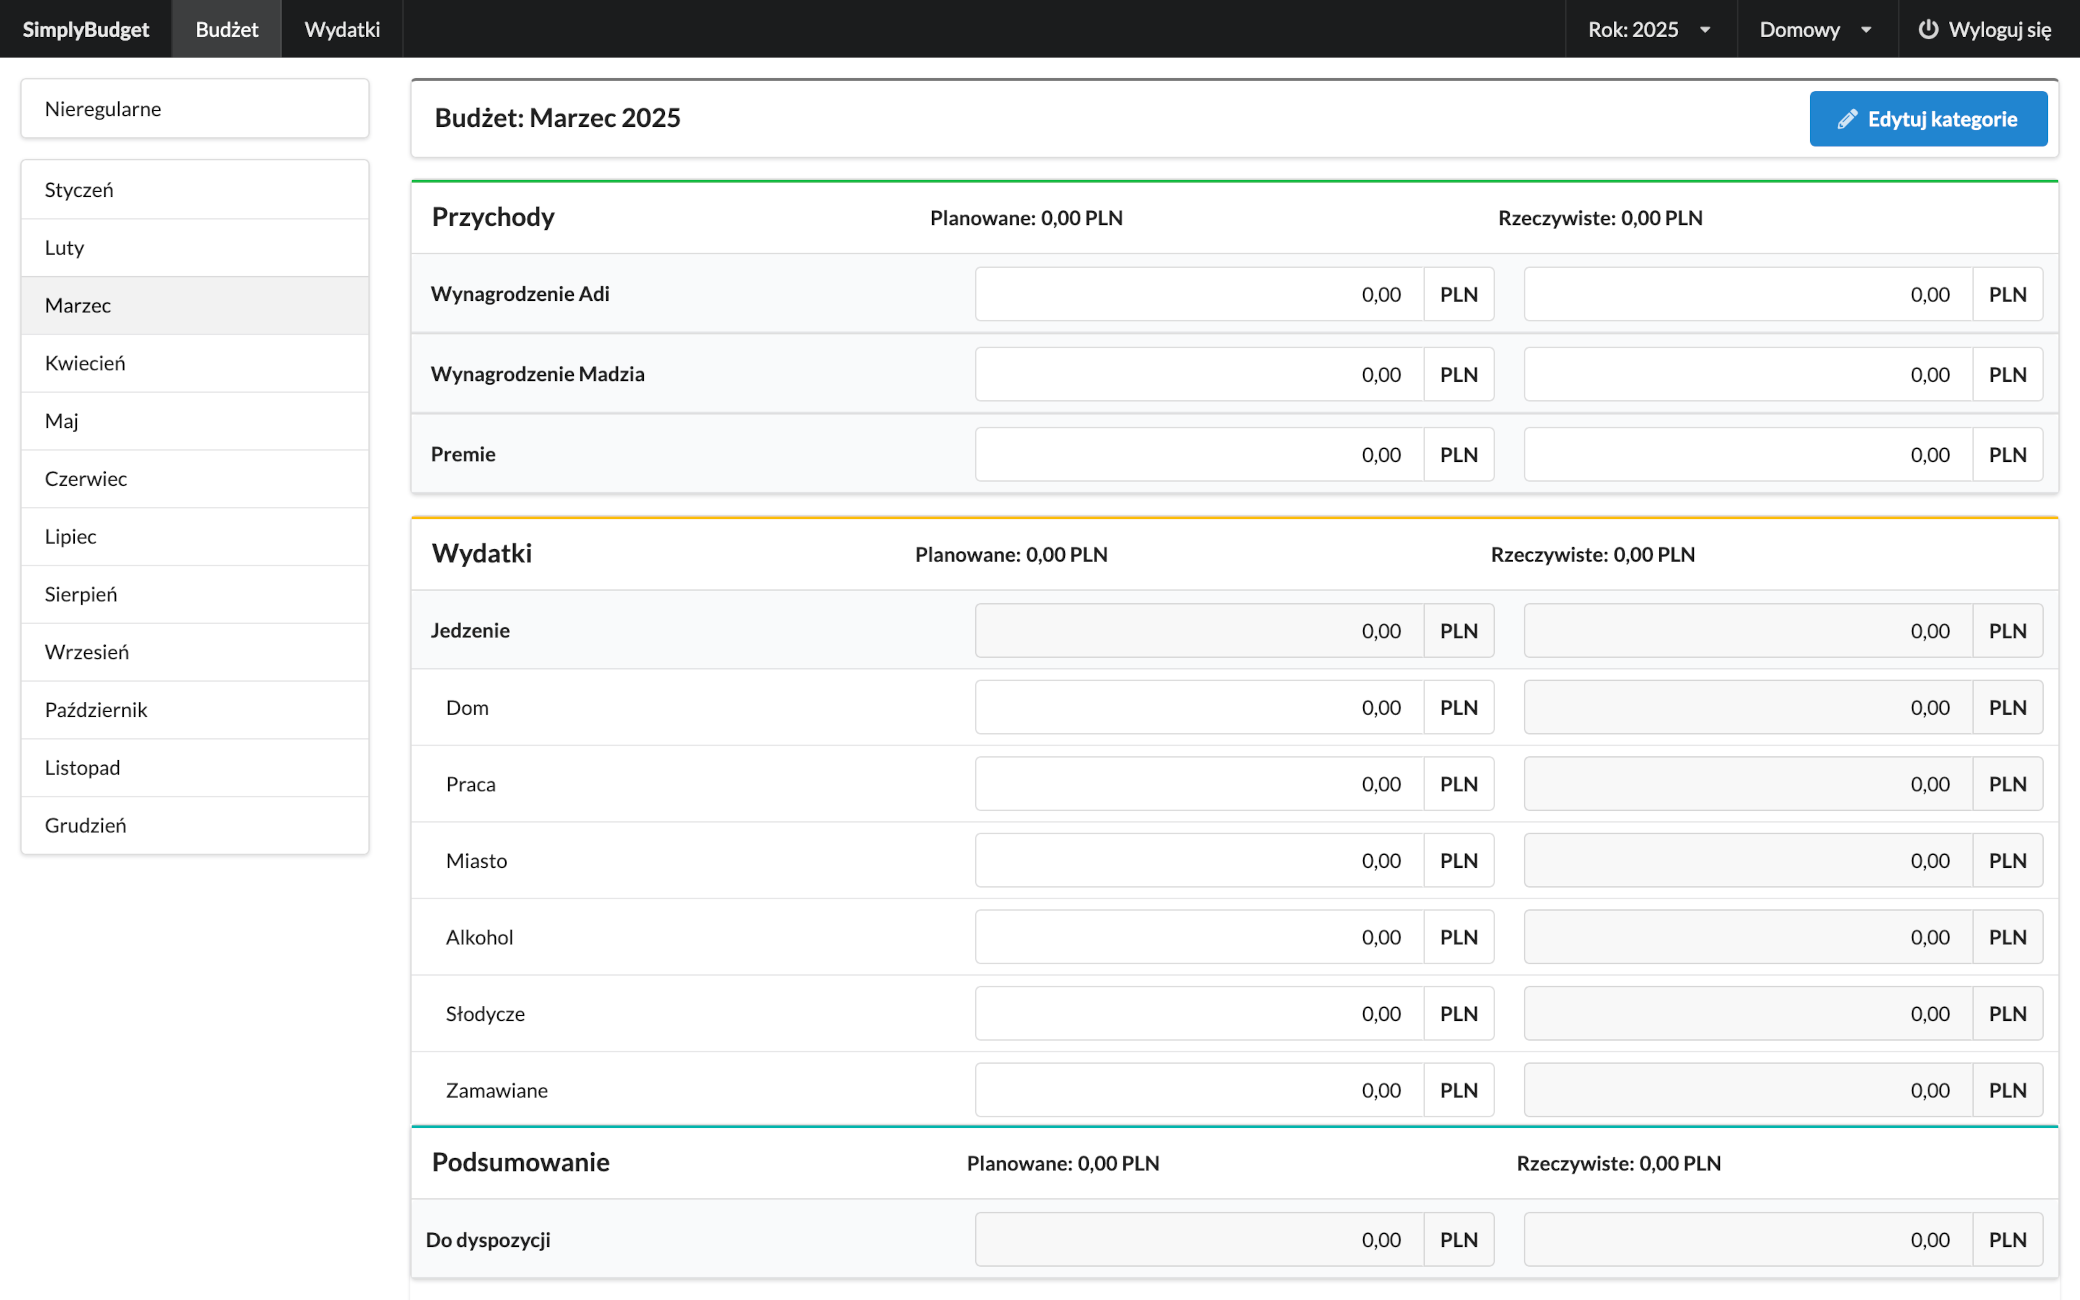 SimplyBudget Budżet Wydatki Rok: 2025 Domowy Wyloguj się
Nieregularne
Styczeń
Luty
Marzec
Kwiecień
Maj
Czerwiec
Lipiec
Sierpień
Wrzesień
Październik
Listopad
Grudzień
Budżet: Marzec 2025 Edytuj kategorie
Przychody Planowane: 0,00 PLN Rzeczywiste: 0,00 PLN
Wynagrodzenie Adi 0,00 PLN 0,00 PLN
Wynagrodzenie Madzia 0,00 PLN 0,00 PLN
Premie 0,00 PLN 0,00 PLN
Wydatki Planowane: 0,00 PLN Rzeczywiste: 0,00 PLN
Jedzenie 0,00 PLN 0,00 PLN
Dom 0,00 PLN 0,00 PLN
Praca 0,00 PLN 0,00 PLN
Miasto 0,00 PLN 0,00 PLN
Alkohol 0,00 PLN 0,00 PLN
Słodycze 0,00 PLN 0,00 PLN
Zamawiane 0,00 PLN 0,00 PLN
Podsumowanie Planowane: 0,00 PLN Rzeczywiste: 0,00 PLN
Do dyspozycji 0,00 PLN 0,00 PLN